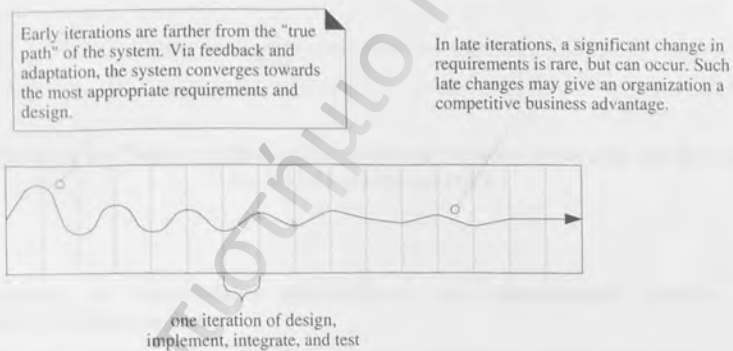 Early iterations are farther from the "true
path" of the system. Via feedback and
adaptation, the system converges towards
the most appropriate requirements and
design.
In late iterations, a significant change in
requirements is rare, but can occur. Such
late changes may give an organization a
competitive business advantage.
one iteration of design,
implement, integrate, and test